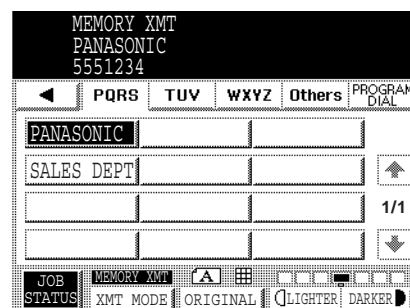 MEMORY XMT
PANASONIC
5551234
PQRS TUV WXYZ Others PROGRAM DIAL
PANASONIC
SALES DEPT
1/1
JOB STATUS
MEMORY XMT A
XMT MODE ORIGINAL LIGHTER DARKER